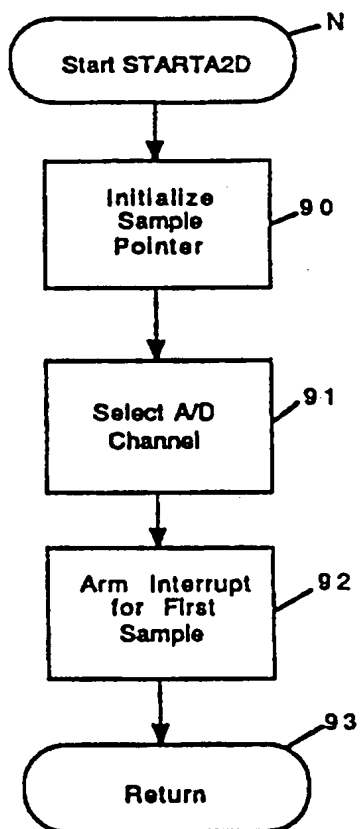 N
Start STARTA2D
Initialize
Sample
Pointer
90
Select A/D
Channel
91
Arm Interrupt
for First
Sample
92
93
Return